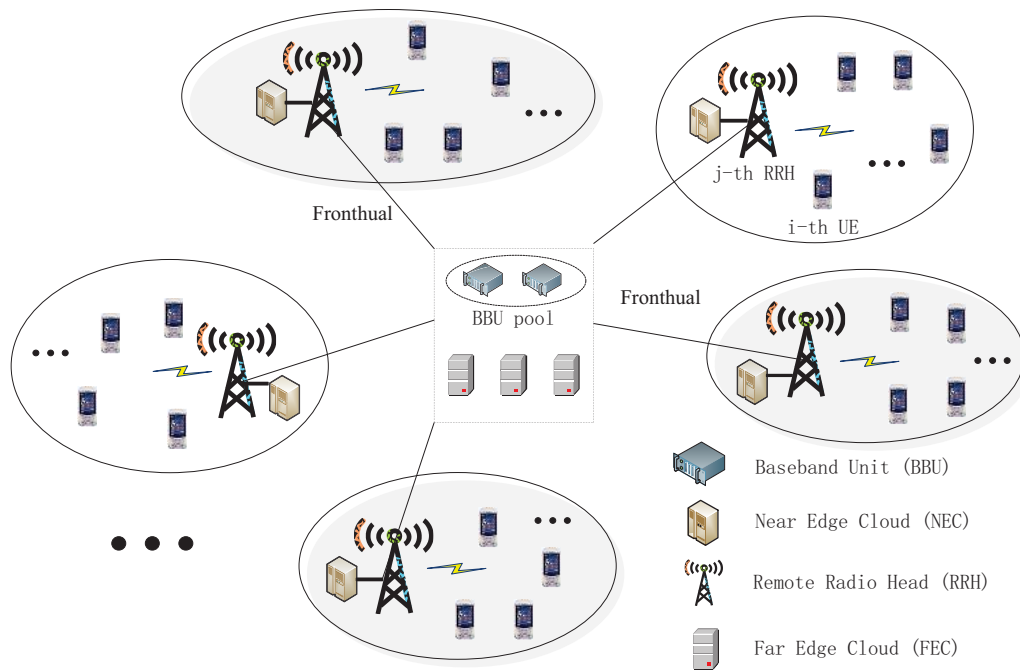 j-th RRH
i-th UE
Fronthual
BBU pool
Fronthual
Baseband Unit (BBU)
Near Edge Cloud (NEC)
Remote Radio Head (RRH)
Far Edge Cloud (FEC)